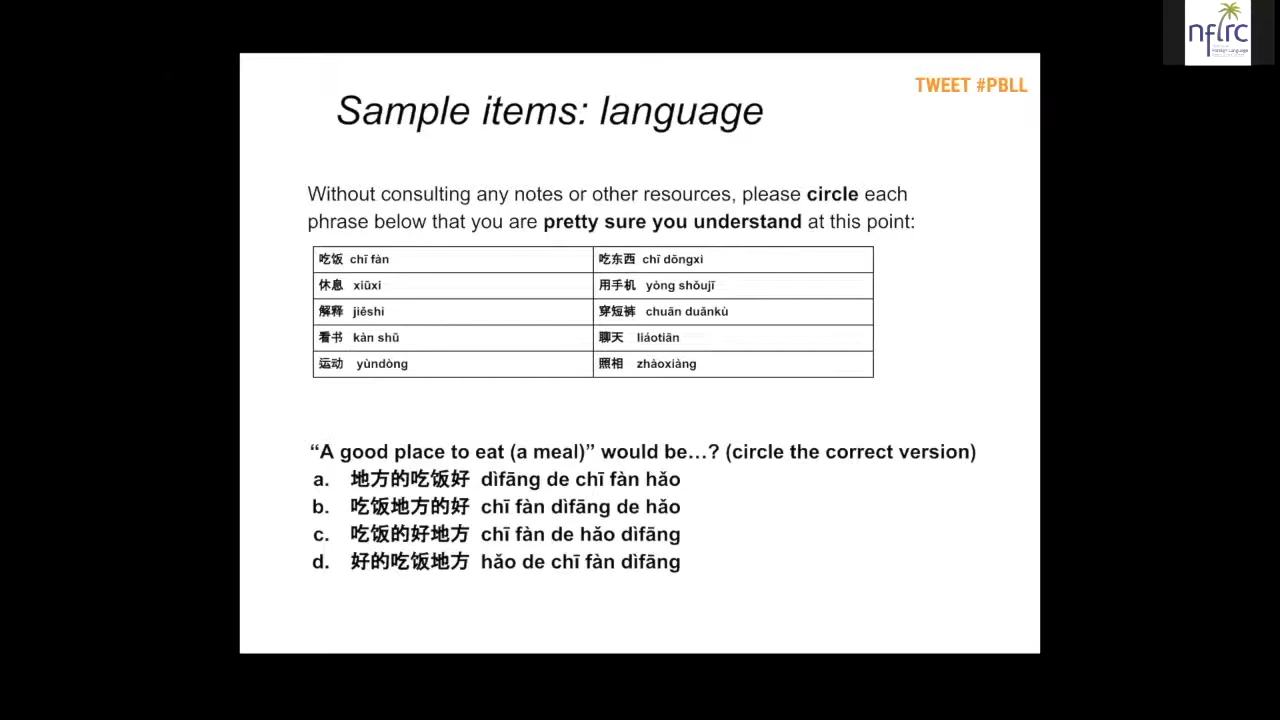 nflrc
Foreign Language
TWEET #PBLL
Sample items: language
Without consulting any notes or other resources, please circle each
phrase below that you are pretty sure you understand at this point:
吃饭 chī fàn
吃东西 chī dōngxi
休息 xiūxi
用手机 yòng shǒujī
解释 jiěshì
穿短裤 chuān duǎnkù
看书 kàn shū
聊天 liáotiān
运动 yùndòng
照相 zhàoxiàng
“A good place to eat (a meal)” would be…? (circle the correct version)
a. 地方的吃饭好 dìfāng de chī fàn hǎo
b. 吃饭地方的好 chī fàn dìfāng de hǎo
c. 吃饭的好地方 chī fàn de hǎo dìfāng
d. 好的吃饭地方 hǎo de chī fàn dìfāng